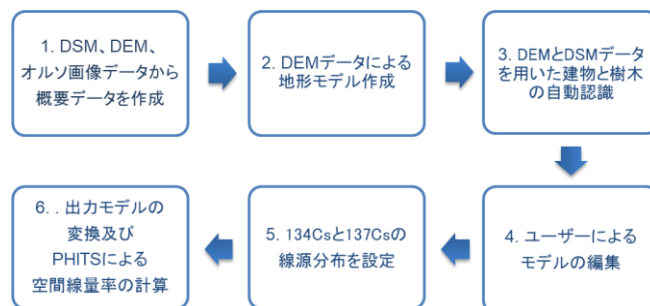 1. DSM、DEM、
オルソ画像データから
概要データを作成
2. DEMデータによる
地形モデル作成
3. DEMとDSMデータ
を用いた建物と樹木
の自動認識
4. ユーザーによる
モデルの編集
5. 134Csと137Csの
線源分布を設定
6. . 出力モデルの
変換及び
PHITSによる
空間線量率の計算